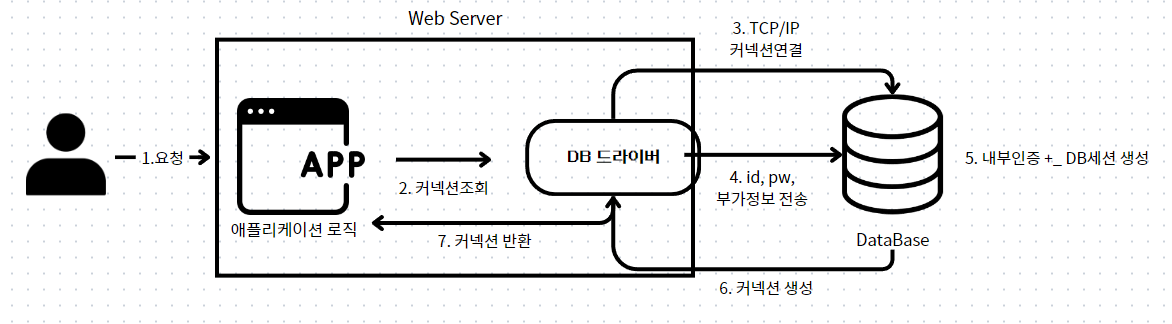 Web Server
3. TCP/IP
커넥션연결
1.요청
APP
DB 드라이버
5. 내부인증 +_ DB세션 생성
2. 커넥션조회
4. id, pw,
부가정보 전송
애플리케이션 로직
7. 커넥션 반환
DataBase
6. 커넥션 생성